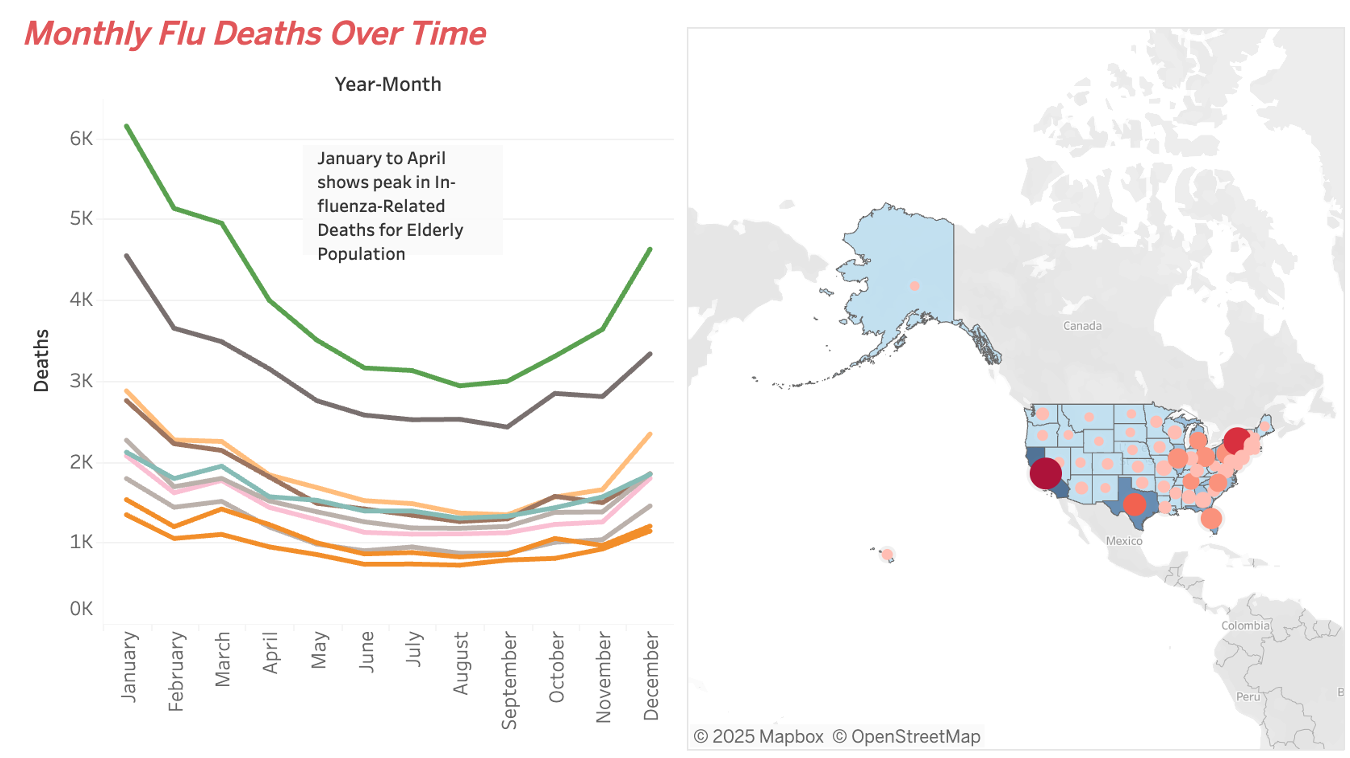 Monthly Flu Deaths Over Time
Year-Month
January to April
shows peak in In-
fluenza-Related
Deaths for Elderly
Population
Deaths
6K
5K
4K
3K
2K
1K
0K
January
February
March
April
May
June
July
August
September
October
November
December
Canada
Mexico
Colombia
Peru
B
© 2025 Mapbox © OpenStreetMap